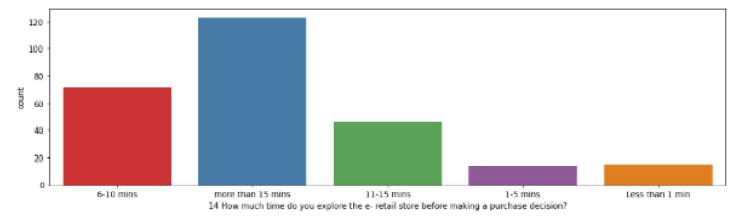 120
100
80
60
40
20
0
count
6-10 mins more than 15 mins 11-15 mins 1-5 mins Less than 1 min
14 How much time do you explore the e- retail store before making a purchase decision?